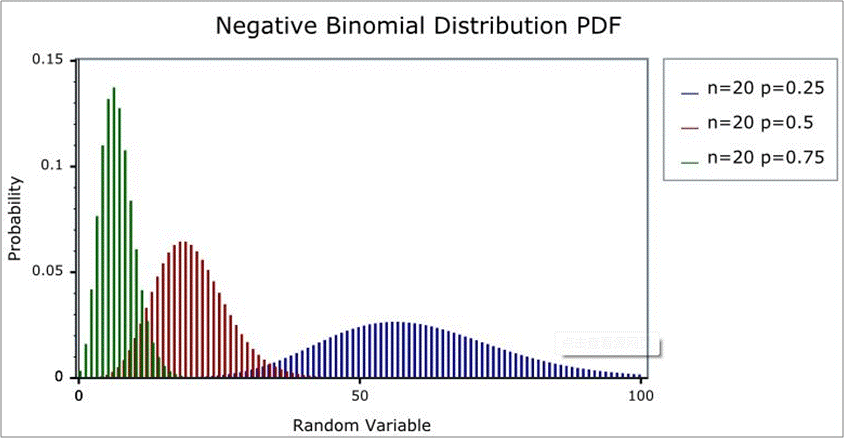 Negative Binomial Distribution PDF
0.15
0.1
0.05
0
0
50
100
Probability
Random Variable
n=20 p=0.25
n=20 p=0.5
n=20 p=0.75